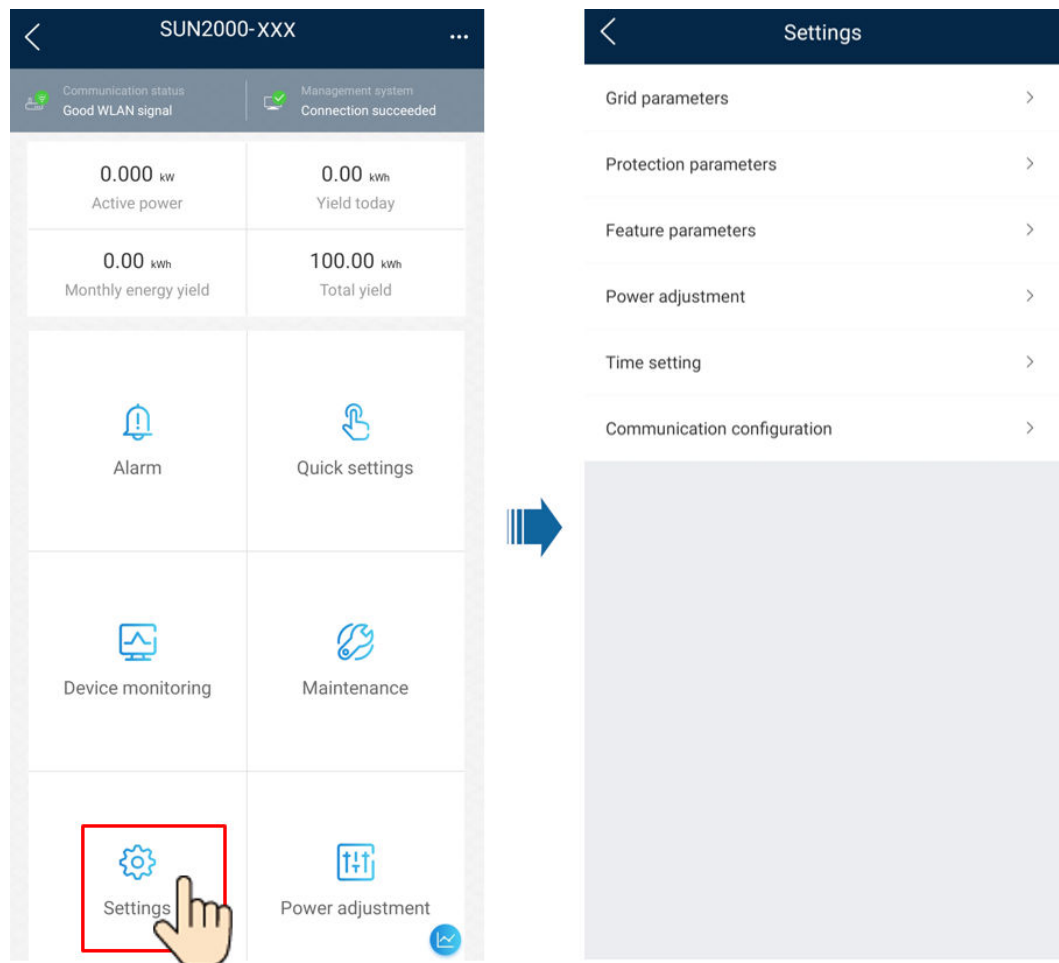 SUN2000-XXX
Communication status
Good WLAN signal
Management system
Connection succeeded
0.000 kW
Active power
0.00 kWh
Yield today
0.00 kWh
Monthly energy yield
100.00 kWh
Total yield
Alarm
Quick settings
Device monitoring
Maintenance
Settings
Power adjustment
Settings
Grid parameters
Protection parameters
Feature parameters
Power adjustment
Time setting
Communication configuration